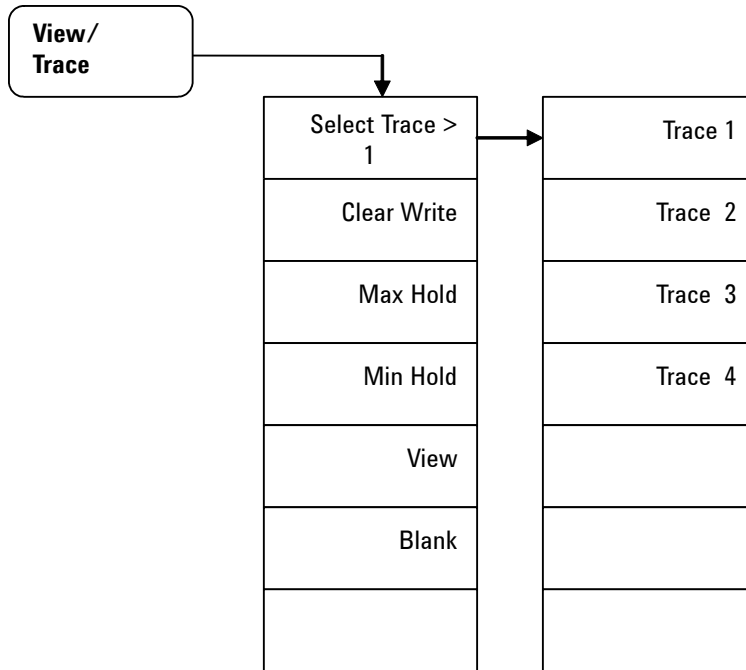 View/
Trace
Select Trace >
1
Clear Write
Max Hold
Min Hold
View
Blank
Trace 1
Trace 2
Trace 3
Trace 4